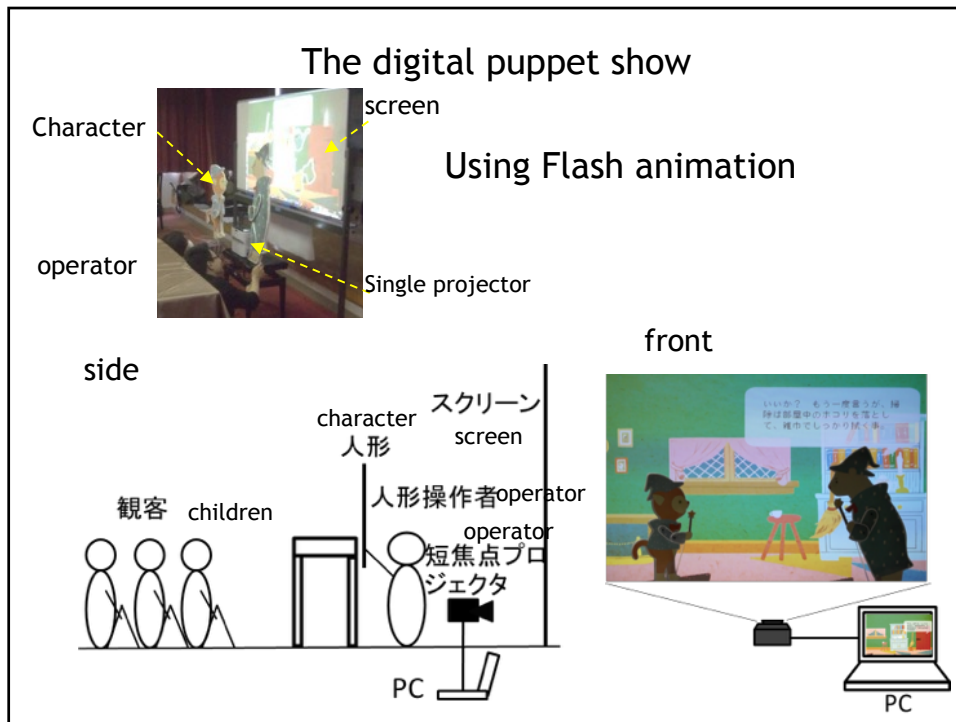 The digital puppet show
screen
Character
Using Flash animation
operator
Single projector
front
side
スクリーン
screen
character
人形
いいか？ もう一度言うが、掃
除は部屋中のホコリを落とし
て、雑巾でしっかり拭く事。
観客
children
人形操作者
operator
operator
短焦点プロ
ジェクタ
PC
PC